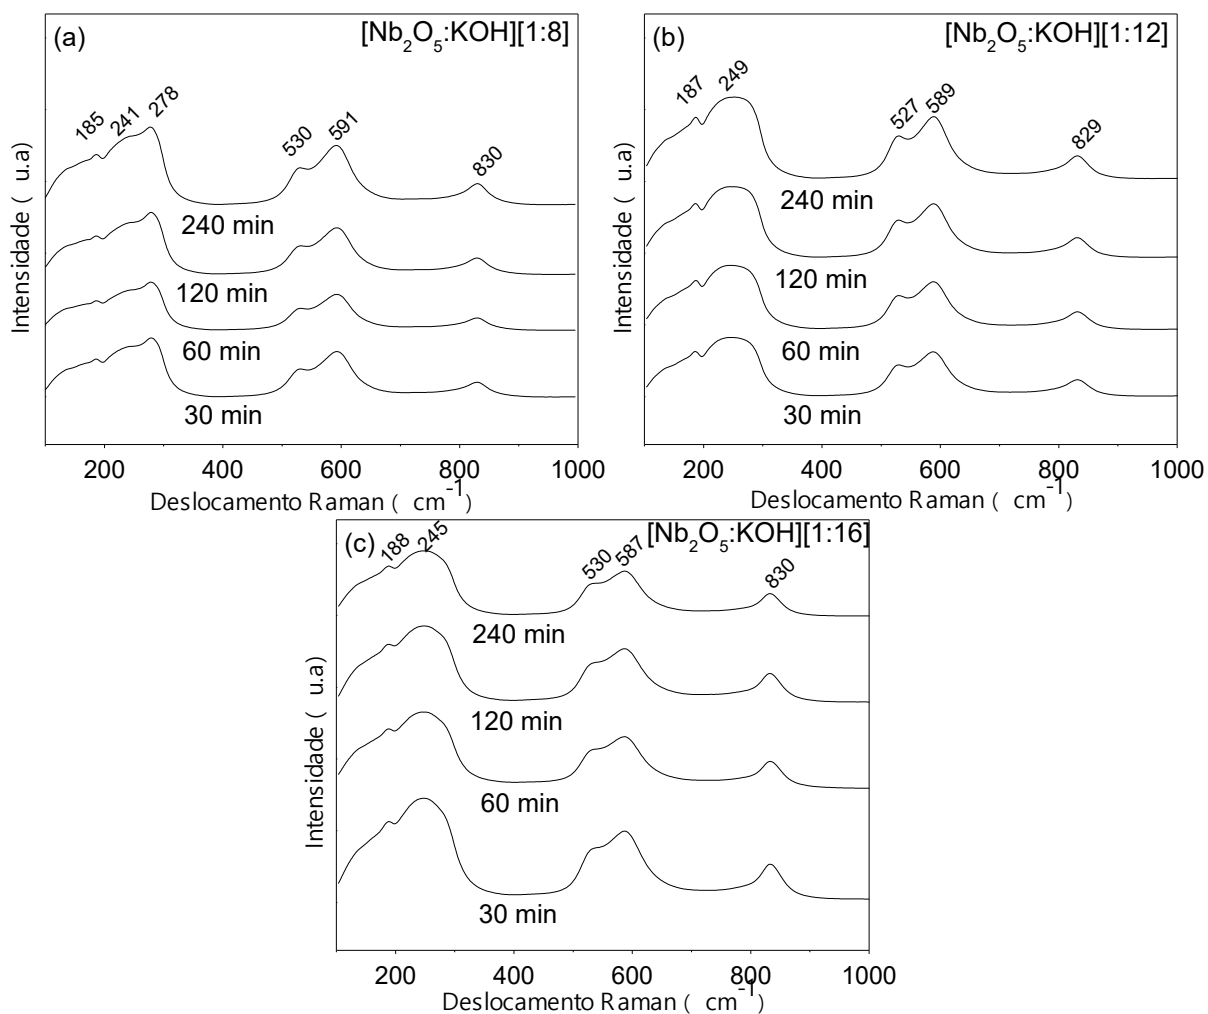 (a)
[Nb₂O₅:KOH][1:8]
185
241
278
530
591
830
240 min
120 min
60 min
30 min
Intensidade ( u.a)
200 400 600 800 1000
Deslocamento Raman ( cm⁻¹)
(b)
[Nb₂O₅:KOH][1:12]
187
249
527
589
829
240 min
120 min
60 min
30 min
Intensidade ( u.a)
200 400 600 800 1000
Deslocamento Raman ( cm⁻¹)
(c)
[Nb₂O₅:KOH][1:16]
188
245
530
587
830
240 min
120 min
60 min
30 min
Intensidade ( u.a)
200 400 600 800 1000
Deslocamento Raman ( cm⁻¹)